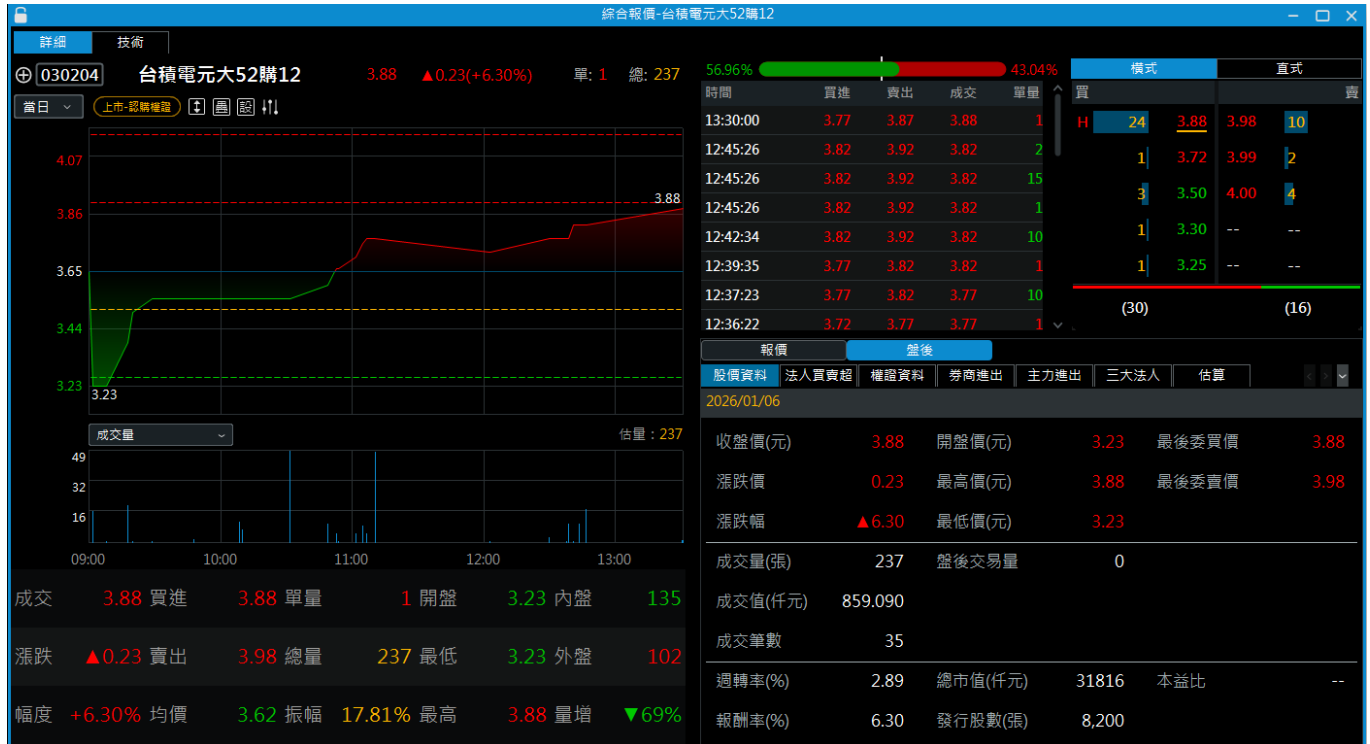 綜合報價-台積電元大52購12
詳細 技術
030204 台積電元大52購12 3.88 ▲0.23(+6.30%) 單: 1 總: 237
當日 上市-認購權證 設
4.07
3.86
3.65
3.44
3.23
3.88
3.23
成交量 估量：237
49
32
16
09:00 10:00 11:00 12:00 13:00
成交 3.88 買進 3.88 單量 1 開盤 3.23 內盤 135
漲跌 ▲0.23 賣出 3.98 總量 237 最低 3.23 外盤 102
幅度 +6.30% 均價 3.62 振幅 17.81% 最高 3.88 量增 ▼69%
56.96% 43.04%
時間 買進 賣出 成交 單量
13:30:00 3.77 3.87 3.88 1
12:45:26 3.82 3.92 3.82 2
12:45:26 3.82 3.92 3.82 15
12:45:26 3.82 3.92 3.82 1
12:42:34 3.82 3.92 3.82 10
12:39:35 3.77 3.82 3.82 1
12:37:23 3.77 3.82 3.77 10
12:36:22 3.72 3.77 3.77 1
橫式 直式
買 賣
H 24 3.88 3.98 10
1 3.72 3.99 2
3 3.50 4.00 4
1 3.30 -- --
1 3.25 -- --
(30) (16)
報價 盤後
股價資料 法人買賣超 權證資料 券商進出 主力進出 三大法人 估算
2026/01/06
收盤價(元) 3.88 開盤價(元) 3.23 最後委買價 3.88
漲跌價 0.23 最高價(元) 3.88 最後委賣價 3.98
漲跌幅 ▲6.30 最低價(元) 3.23
成交量(張) 237 盤後交易量 0
成交值(仟元) 859.090
成交筆數 35
週轉率(%) 2.89 總市值(仟元) 31816 本益比 --
報酬率(%) 6.30 發行股數(張) 8,200